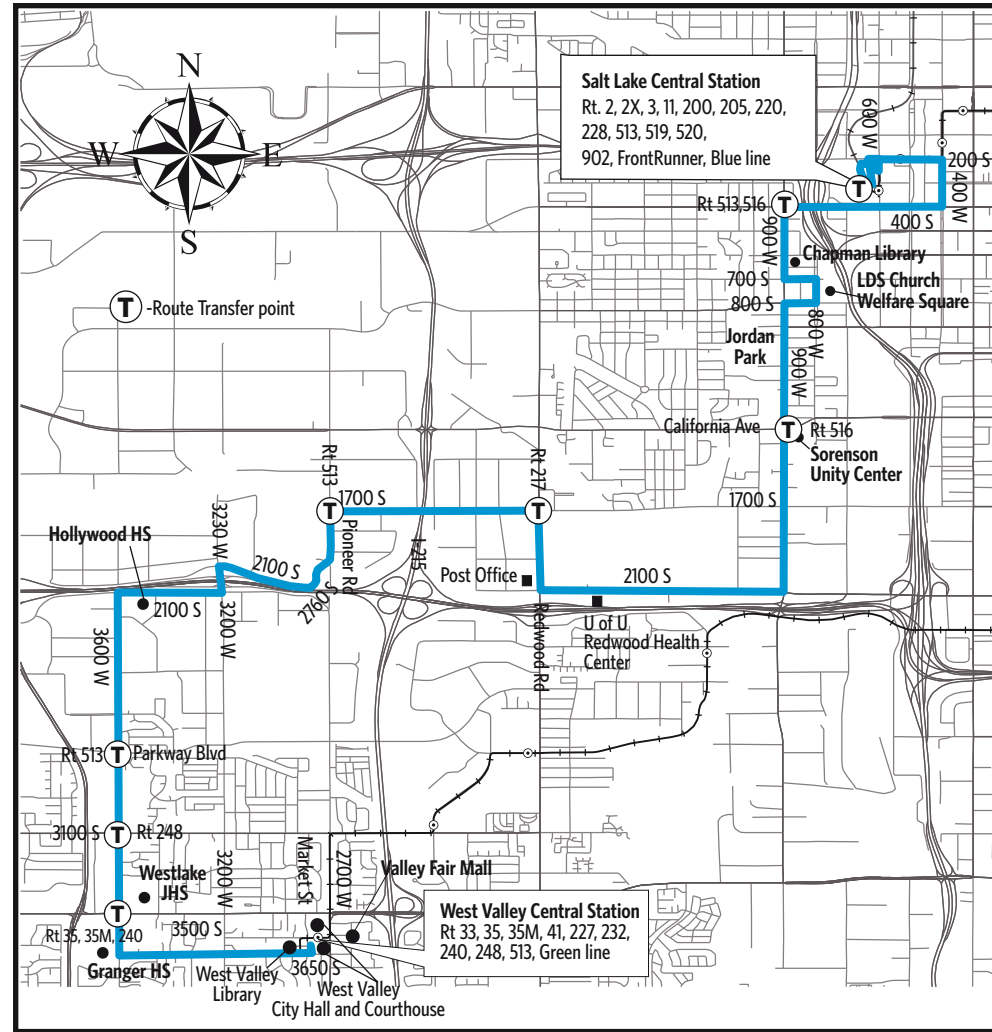 N
W
E
S
Salt Lake Central Station
Rt. 2, 2X, 3, 11, 200, 205, 220,
228, 513, 519, 520,
902, FrontRunner, Blue line
600 W
200 S
400 W
T
T
Rt 513,516
400 S
900 W
Chapman Library
700 S
LDS Church
Welfare Square
800 S
800 W
T -Route Transfer point
Jordan
Park
900 W
California Ave
T
Rt 516
Sorenson
Unity Center
Rt 513
Rt 217
1700 S
1700 S
T
T
Pioneer Rd
I-215
Hollywood HS
3230 W
2100 S
2760 S
Post Office
2100 S
2100 S
3200 W
3600 W
Redwood Rd
U of U
Redwood Health
Center
Rt 513
T
Parkway Blvd
3100 S
T
Rt 248
3200 W
Market St
2700 W
Valley Fair Mall
Westlake
JHS
T
Rt 35, 35M, 240
3500 S
Granger HS
West Valley Central Station
Rt 33, 35, 35M, 41, 227, 232,
240, 248, 513, Green line
3650 S
West Valley
Library
West Valley
City Hall and Courthouse